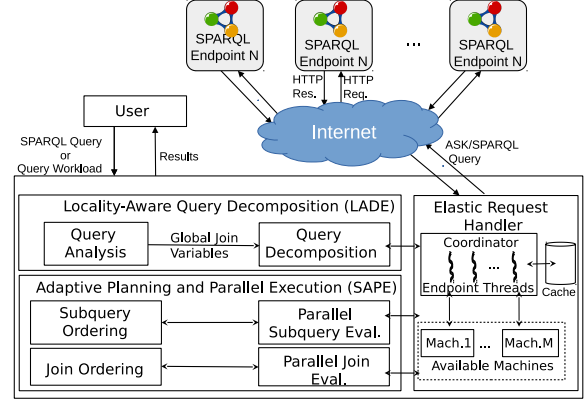 SPARQL
Endpoint N
SPARQL
Endpoint N
...
SPARQL
Endpoint N
HTTP
Res.
HTTP
Req.
User
Internet
SPARQL Query
or
Query Workload
Results
ASK/SPARQL
Query
Locality-Aware Query Decomposition (LADE)
Query
Analysis
Global Join
Variables
Query
Decomposition
Elastic Request
Handler
Coordinator
...
Endpoint Threads
Cache
Adaptive Planning and Parallel Execution (SAPE)
Subquery
Ordering
Parallel
Subquery Eval.
Join Ordering
Parallel Join
Eval.
Mach.1
...
Mach.M
Available Machines